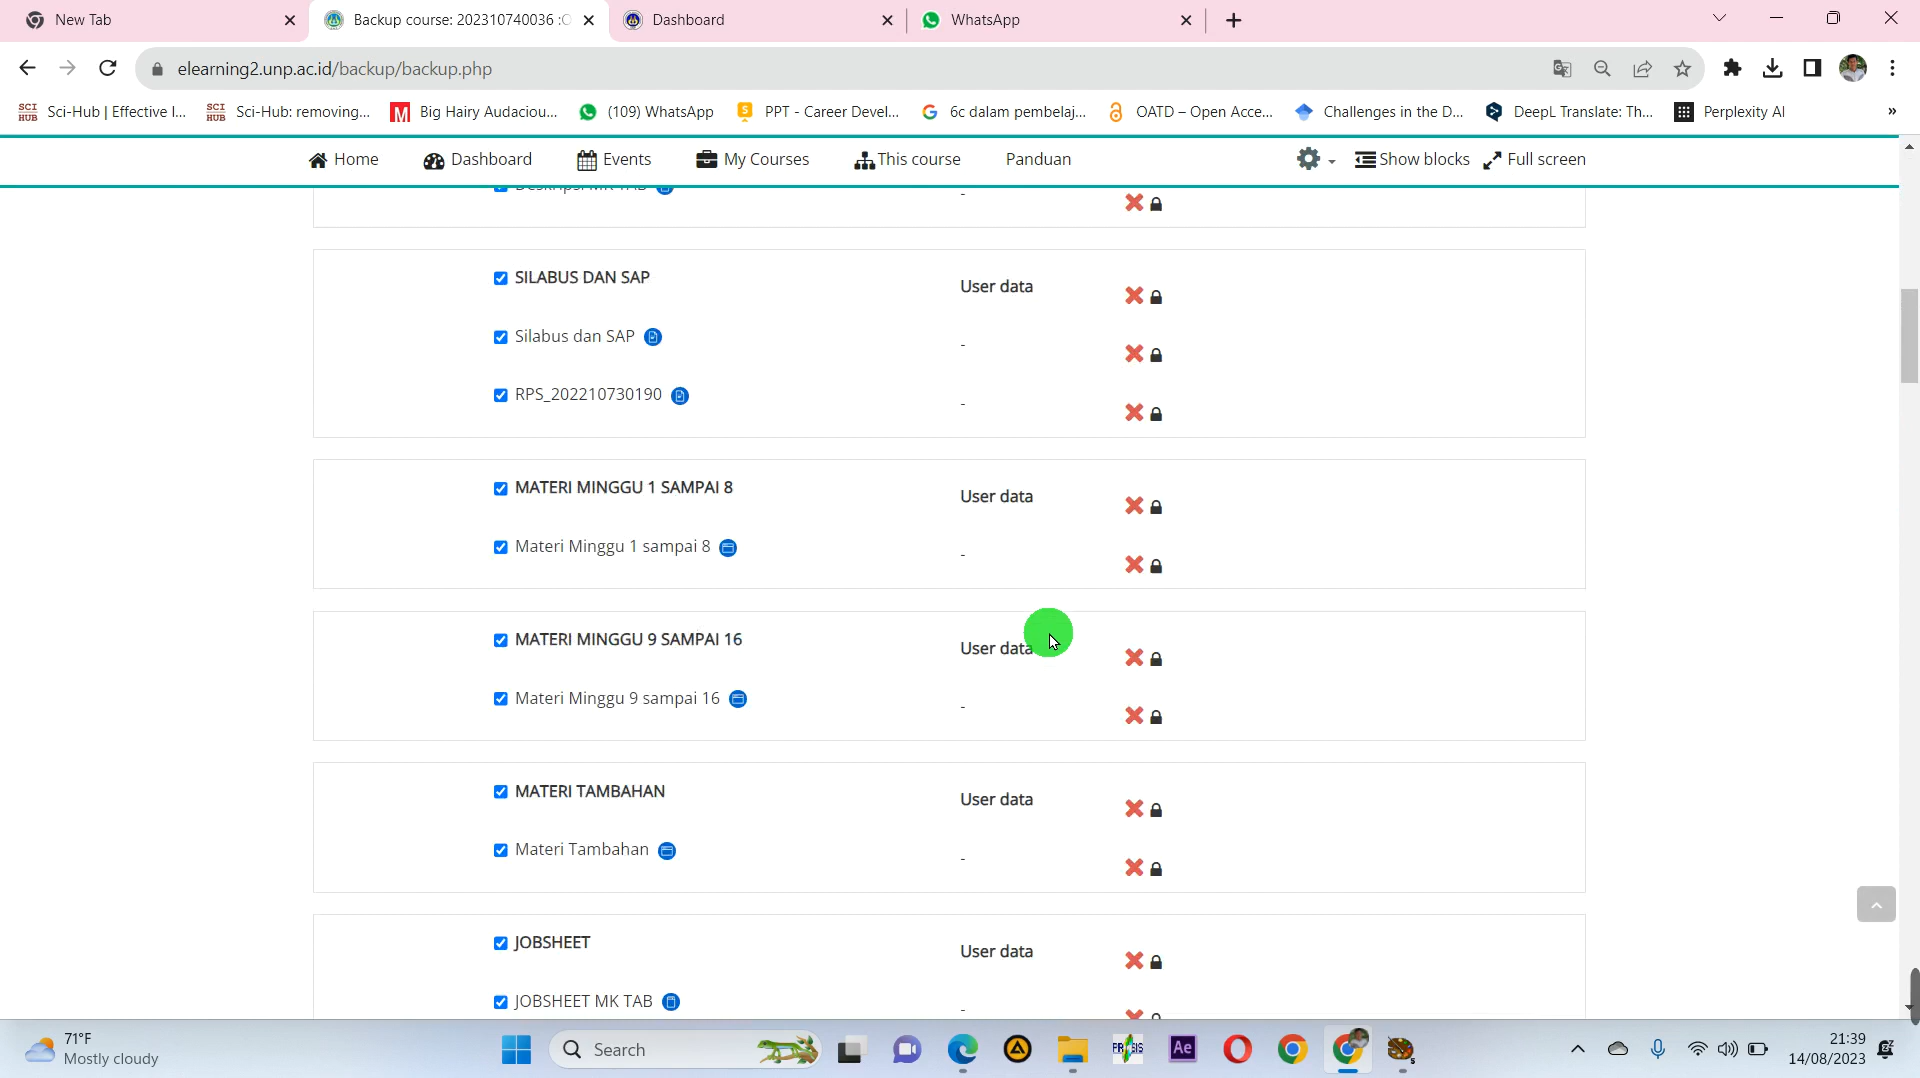 New Tab
Backup course: 202310740036 :
Dashboard
WhatsApp
elearning2.unp.ac.id/backup/backup.php
SCI HUB Sci-Hub | Effective l...
SCI HUB Sci-Hub: removing...
M Big Hairy Audaciou...
(109) WhatsApp
PPT - Career Devel...
6c dalam pembelaj...
OATD – Open Acce...
Challenges in the D...
DeepL Translate: Th...
Perplexity AI
»
Home
Dashboard
Events
My Courses
This course
Panduan
Show blocks
Full screen
-
SILABUS DAN SAP
User data
Silabus dan SAP
-
RPS_202210730190
-
MATERI MINGGU 1 SAMPAI 8
User data
Materi Minggu 1 sampai 8
-
MATERI MINGGU 9 SAMPAI 16
User data
Materi Minggu 9 sampai 16
-
MATERI TAMBAHAN
User data
Materi Tambahan
-
JOBSHEET
User data
JOBSHEET MK TAB
-
71°F
Mostly cloudy
Search
Ae
21:39
14/08/2023